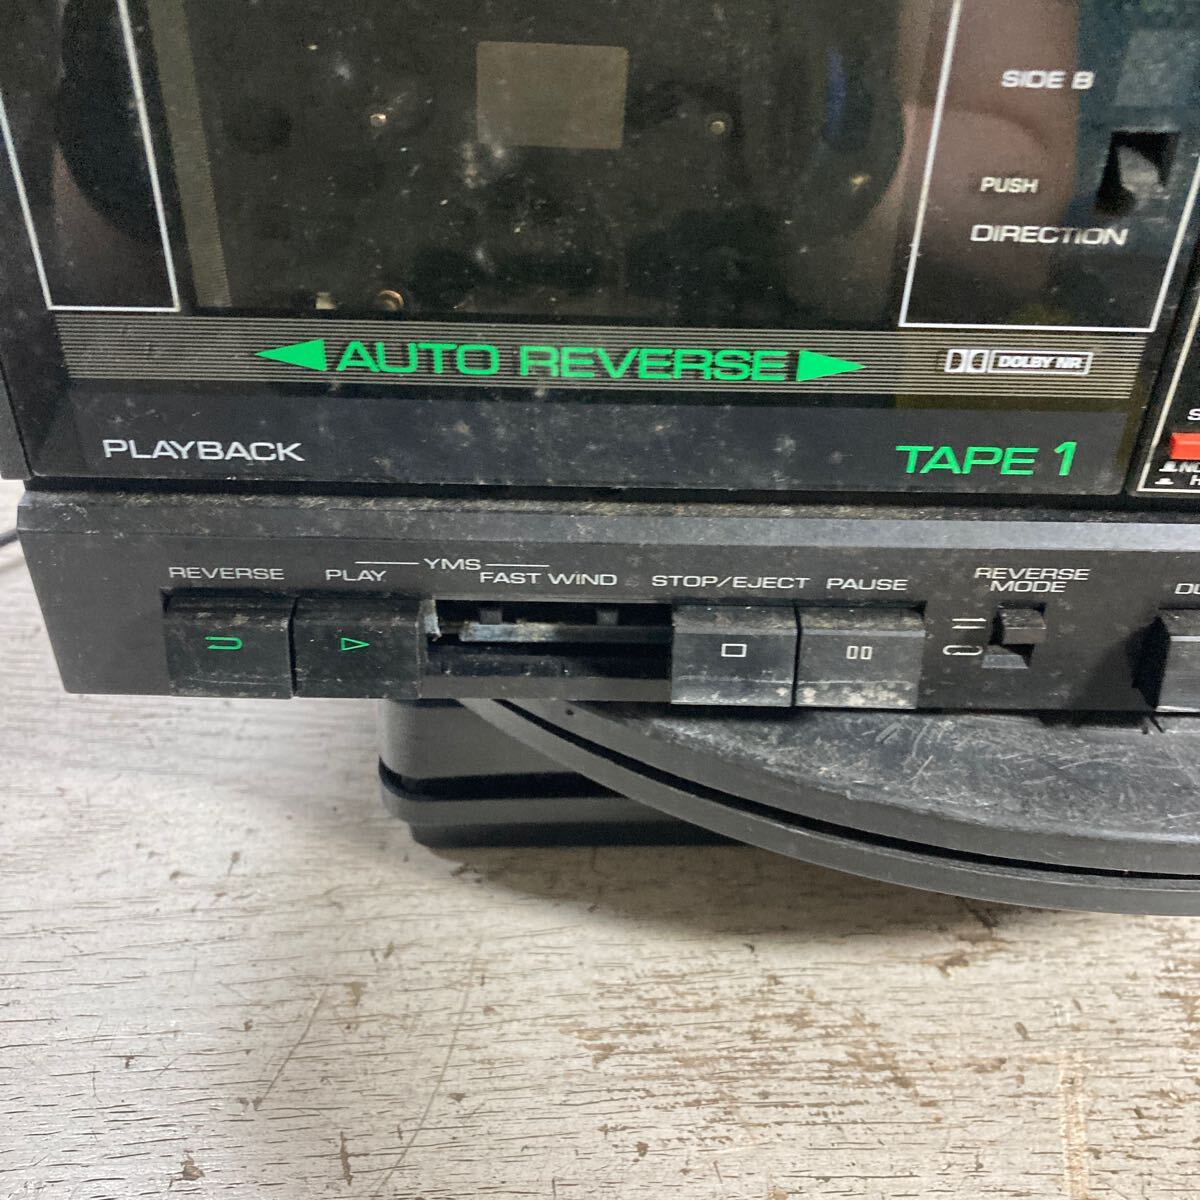 SIDE B
PUSH
DIRECTION
AUTO REVERSE
DOLBY NR
PLAYBACK
TAPE 1
REVERSE
PLAY
YMS
FAST WIND
STOP/EJECT
PAUSE
REVERSE
MODE